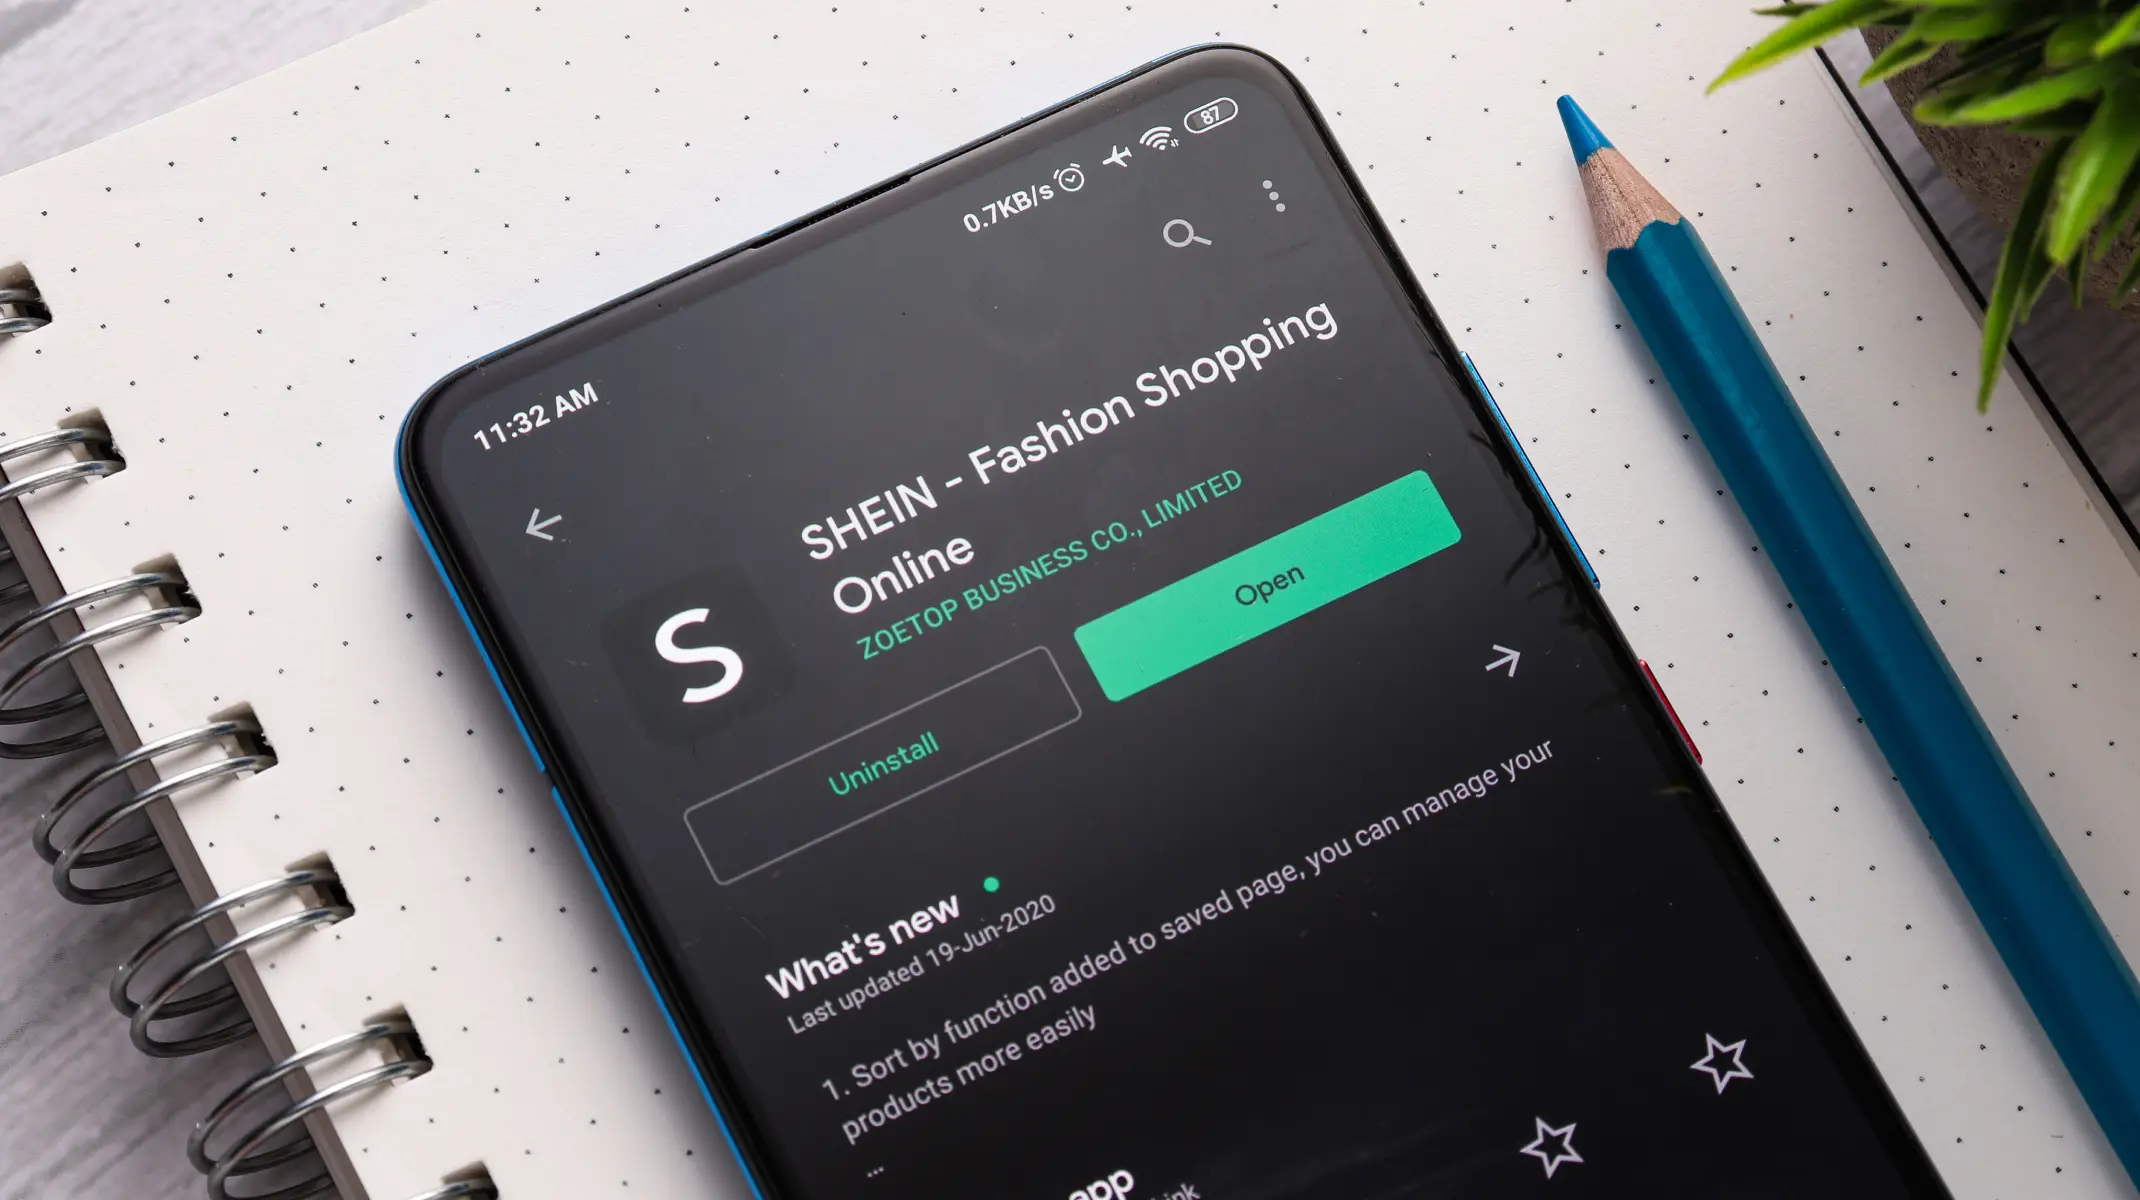 11:32 AM
0.7KB/s
87
SHEIN - Fashion Shopping
Online
ZOETOP BUSINESS CO., LIMITED
S
Uninstall
Open
What's new
Last updated 19-Jun-2020
1. Sort by function added to saved page, you can manage your
products more easily
...
app